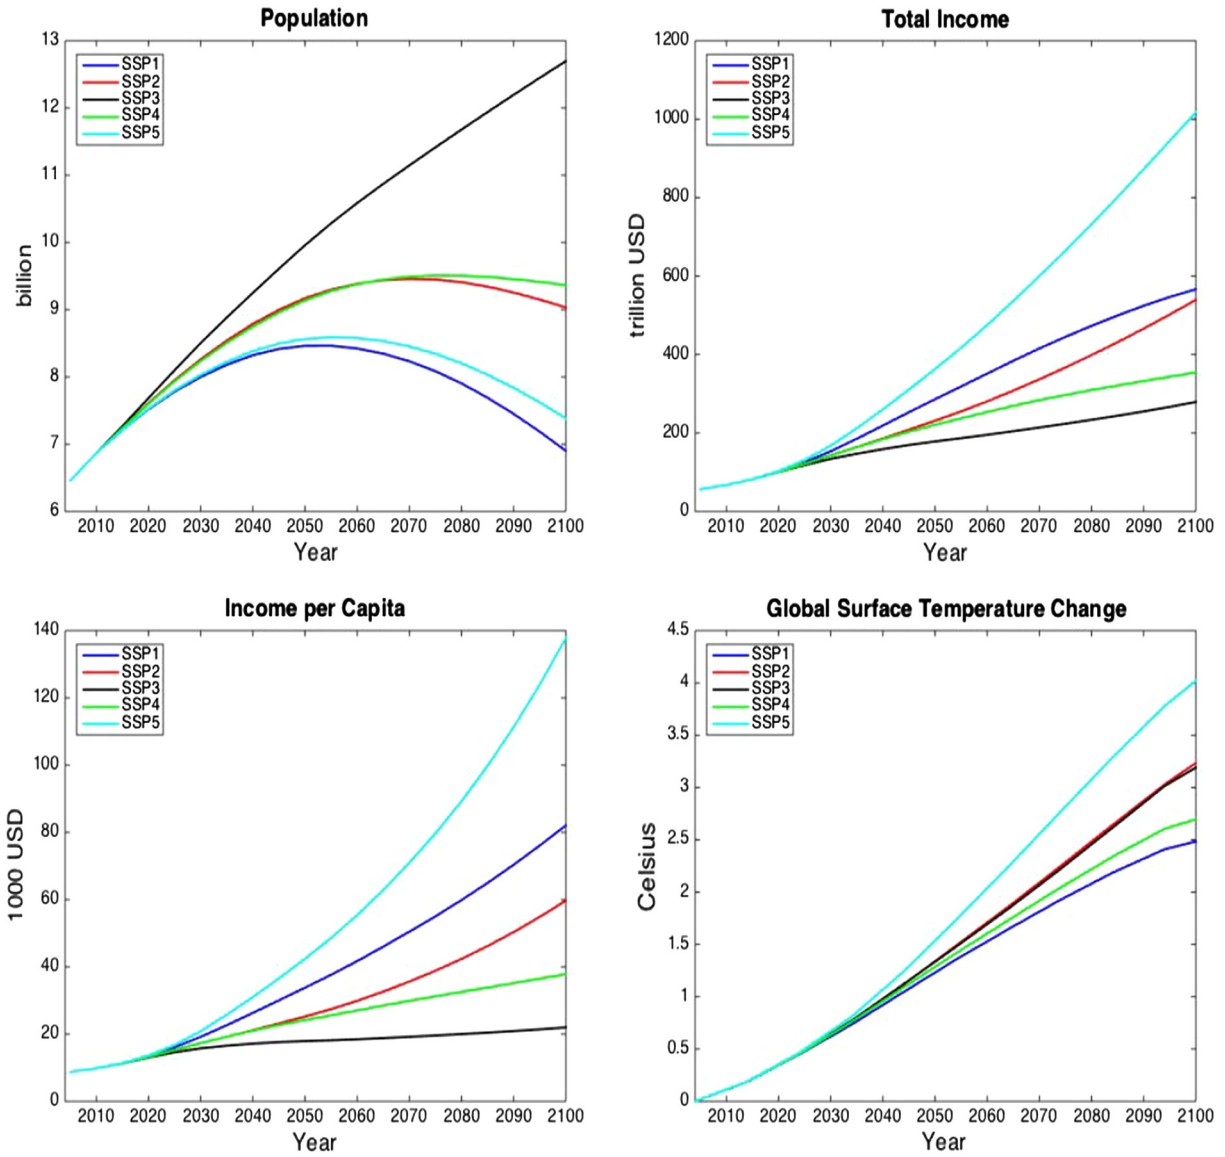 Population
13
12
11
10
9
8
7
6
billion
SSP1
SSP2
SSP3
SSP4
SSP5
2010 2020 2030 2040 2050 2060 2070 2080 2090 2100
Year
Total Income
1200
1000
800
600
400
200
0
trillion USD
SSP1
SSP2
SSP3
SSP4
SSP5
2010 2020 2030 2040 2050 2060 2070 2080 2090 2100
Year
Income per Capita
140
120
100
80
60
40
20
0
1000 USD
SSP1
SSP2
SSP3
SSP4
SSP5
2010 2020 2030 2040 2050 2060 2070 2080 2090 2100
Year
Global Surface Temperature Change
4.5
4
3.5
3
2.5
2
1.5
1
0.5
0
Celsius
SSP1
SSP2
SSP3
SSP4
SSP5
2010 2020 2030 2040 2050 2060 2070 2080 2090 2100
Year